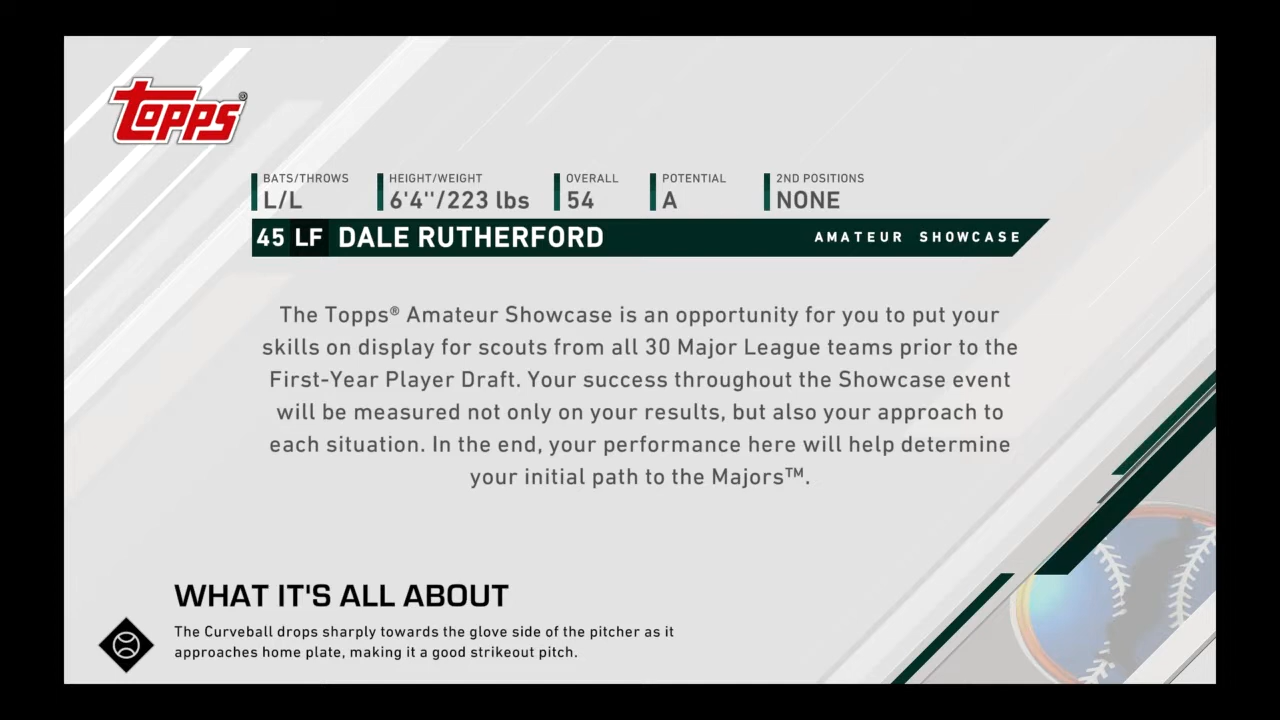 TOPPS®
BATS/THROWS HEIGHT/WEIGHT OVERALL POTENTIAL 2ND POSITIONS
L/L 6'4''/223 lbs 54 A NONE
45 LF DALE RUTHERFORD AMATEUR SHOWCASE
The Topps® Amateur Showcase is an opportunity for you to put your
skills on display for scouts from all 30 Major League teams prior to the
First-Year Player Draft. Your success throughout the Showcase event
will be measured not only on your results, but also your approach to
each situation. In the end, your performance here will help determine
your initial path to the Majors™.
WHAT IT'S ALL ABOUT
The Curveball drops sharply towards the glove side of the pitcher as it
approaches home plate, making it a good strikeout pitch.